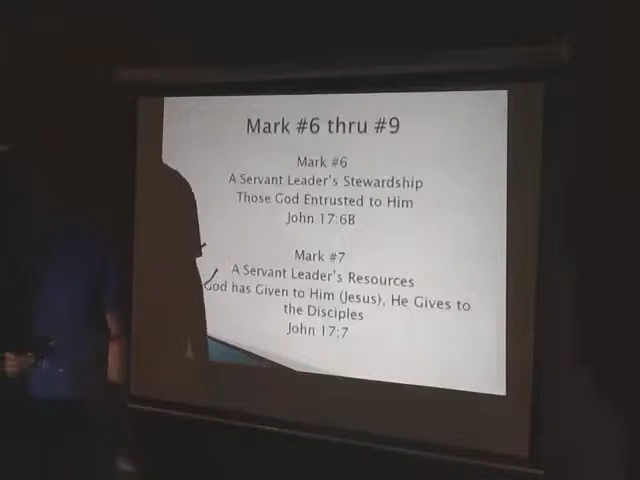 Mark #6 thru #9
Mark #6
A Servant Leader's Stewardship
Those God Entrusted to Him
John 17:6B
Mark #7
A Servant Leader's Resources
God has Given to Him (Jesus), He Gives to
the Disciples
John 17:7